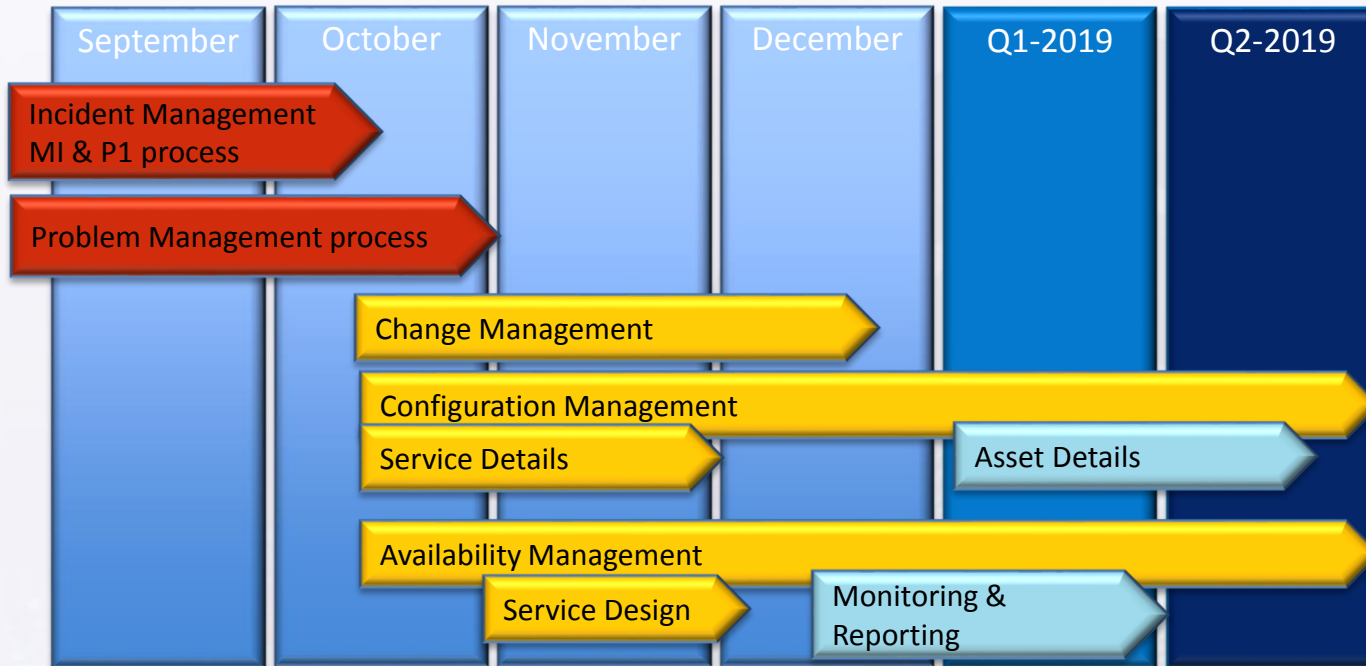 September October November December Q1-2019 Q2-2019
Incident Management
MI & P1 process
Problem Management process
Change Management
Configuration Management
Service Details Asset Details
Availability Management
Service Design
Monitoring &
Reporting